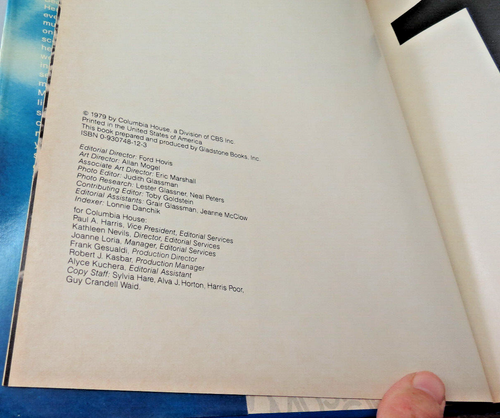 © 1979 by Columbia House, a Division of CBS Inc.
Printed in the United States of America
This book prepared and produced by Gladstone Books, Inc.
ISBN 0-930748-12-3
Editorial Director: Ford Hovis
Art Director: Allan Mogel
Associate Art Director: Eric Marshall
Photo Editor: Judith Glassman
Photo Research: Lester Glassner, Neal Peters
Contributing Editor: Toby Goldstein
Editorial Assistants: Grair Glassman, Jeanne McClow
Indexer: Lonnie Danchik
for Columbia House:
Paul A. Harris, Vice President, Editorial Services
Kathleen Nevils, Director, Editorial Services
Joanne Loria, Manager, Editorial Services
Frank Gesualdi, Production Director
Robert J. Kasbar, Production Manager
Alyce Kuchera, Editorial Assistant
Copy Staff: Sylvia Hare, Alva J. Horton, Harris Poor,
Guy Crandell Waid.